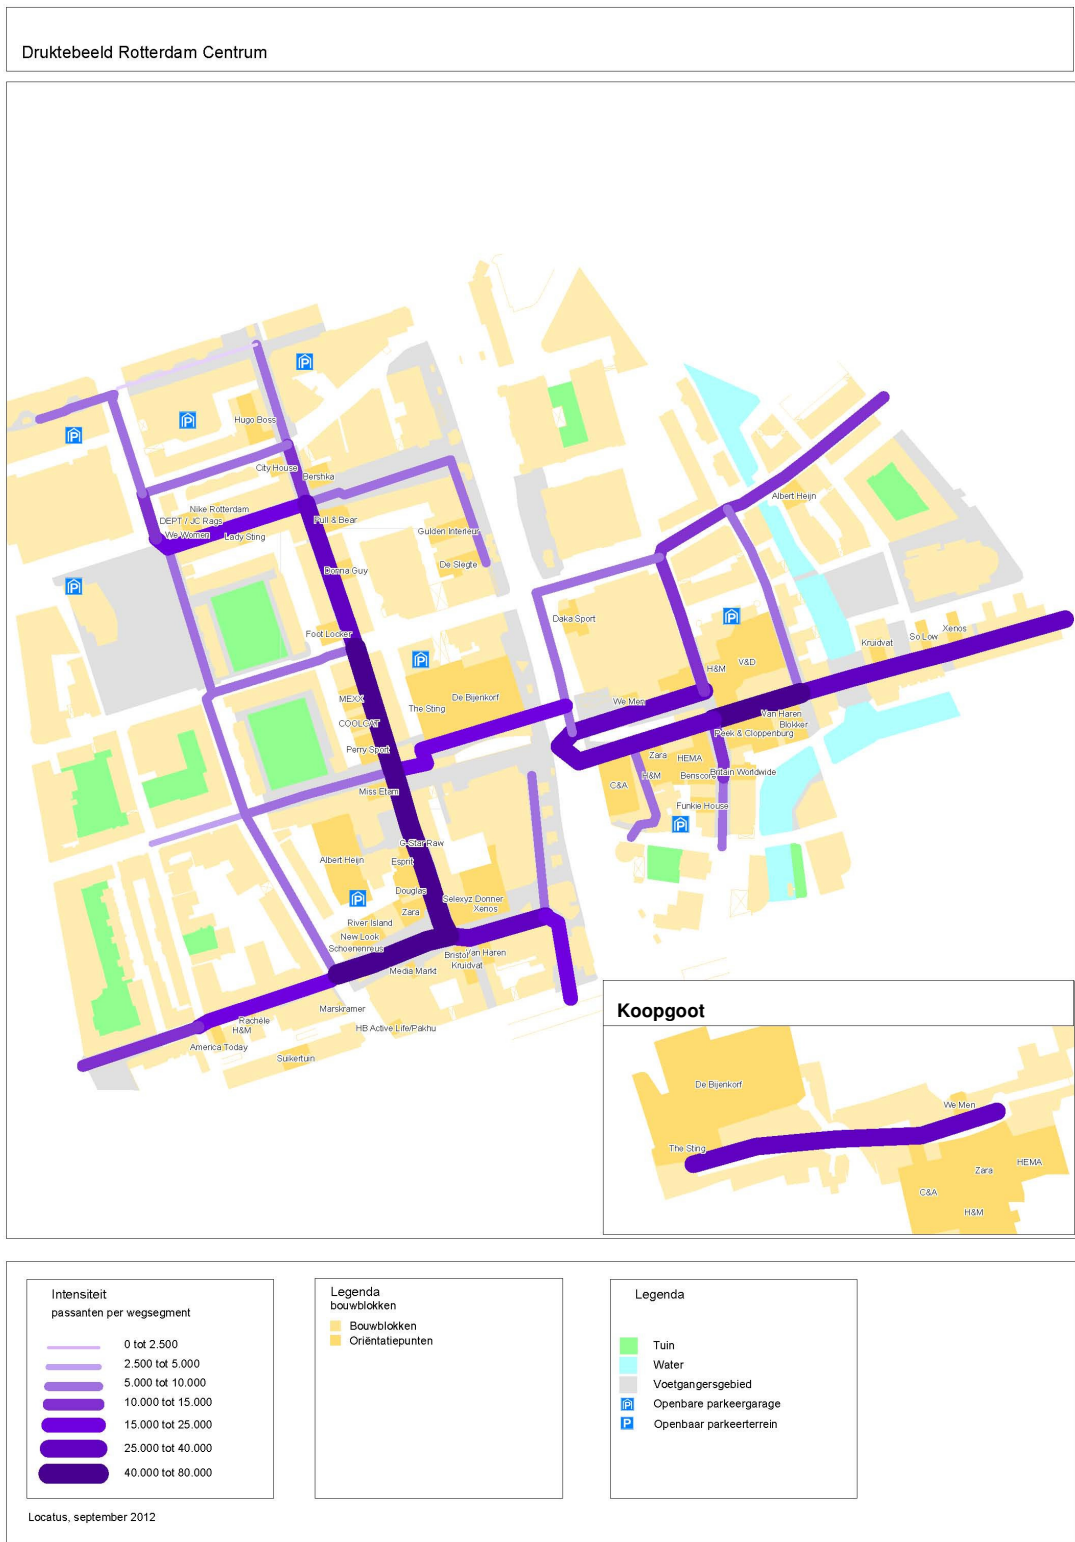 Druktebeeld Rotterdam Centrum
Hugo Boss
City House
Bershka
Nike Rotterdam
DEPT / JC Rags
Pull & Bear
We Women
Lady Sting
Gulden Interieur
De Slegte
Donna Guy
Foot Locker
Albert Heijn
Daka Sport
Xenos
So Low
Kruidvat
H&M
V&D
MEXX
De Bijenkorf
The Sting
We Men
COOLCAT
Van Haren
Blokker
Peek & Cloppenburg
Perry Sport
Zara
HEMA
H&M
Benscore
Britain Worldwide
C&A
Miss Etam
Funkie House
G-Star Raw
Albert Heijn
Esprit
Douglas
Selexyz Donner
Xenos
Zara
River Island
New Look
Schoenenreus
Bristol
Van Haren
Kruidvat
Media Markt
Marskramer
Rachele
H&M
HB Active Life/Pakhu
America Today
Suikertuin
Koopgoot
De Bijenkorf
We Men
The Sting
HEMA
Zara
C&A
H&M
Intensiteit
passanten per wegsegment
0 tot 2.500
2.500 tot 5.000
5.000 tot 10.000
10.000 tot 15.000
15.000 tot 25.000
25.000 tot 40.000
40.000 tot 80.000
Legenda
bouwblokken
Bouwblokken
Oriëntatiepunten
Legenda
Tuin
Water
Voetgangersgebied
Openbare parkeergarage
Openbaar parkeerterrein
Locatus, september 2012